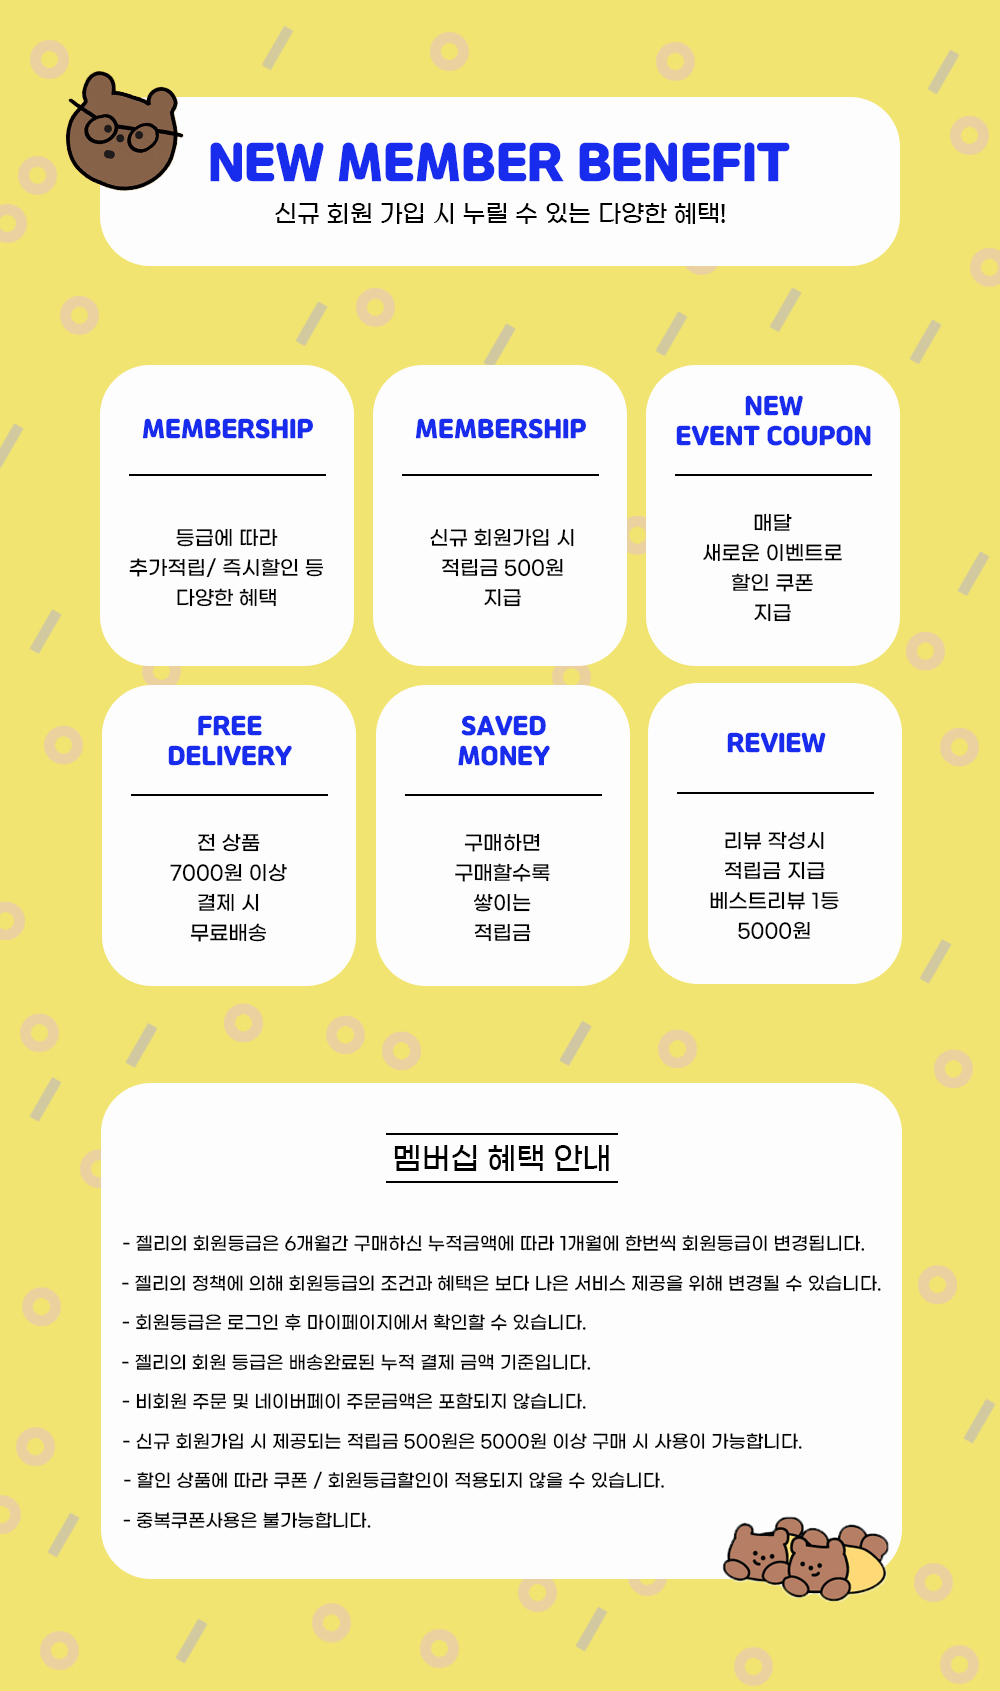 NEW MEMBER BENEFIT
신규 회원 가입 시 누릴 수 있는 다양한 혜택!
MEMBERSHIP
등급에 따라
추가적립/ 즉시할인 등
다양한 혜택
MEMBERSHIP
신규 회원가입 시
적립금 500원
지급
NEW
EVENT COUPON
매달
새로운 이벤트로
할인 쿠폰
지급
FREE
DELIVERY
전 상품
7000원 이상
결제 시
무료배송
SAVED
MONEY
구매하면
구매할수록
쌓이는
적립금
REVIEW
리뷰 작성시
적립금 지급
베스트리뷰 1등
5000원
멤버십 혜택 안내
- 젤리의 회원등급은 6개월간 구매하신 누적금액에 따라 1개월에 한번씩 회원등급이 변경됩니다.
- 젤리의 정책에 의해 회원등급의 조건과 혜택은 보다 나은 서비스 제공을 위해 변경될 수 있습니다.
- 회원등급은 로그인 후 마이페이지에서 확인할 수 있습니다.
- 젤리의 회원 등급은 배송완료된 누적 결제 금액 기준입니다.
- 비회원 주문 및 네이버페이 주문금액은 포함되지 않습니다.
- 신규 회원가입 시 제공되는 적립금 500원은 5000원 이상 구매 시 사용이 가능합니다.
- 할인 상품에 따라 쿠폰 / 회원등급할인이 적용되지 않을 수 있습니다.
- 중복쿠폰사용은 불가능합니다.